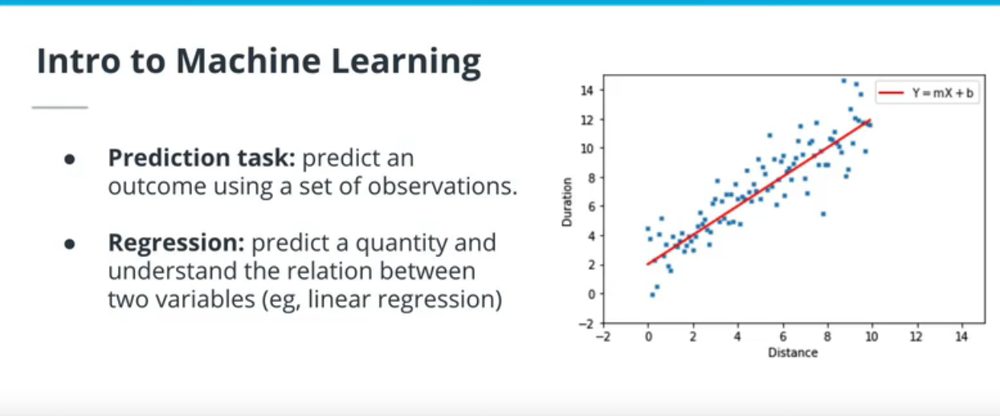 Intro to Machine Learning
● Prediction task: predict an
outcome using a set of observations.
● Regression: predict a quantity and
understand the relation between
two variables (eg, linear regression)
Y = mX + b
Duration
14
12
10
8
6
4
2
0
−2
−2 0 2 4 6 8 10 12 14
Distance